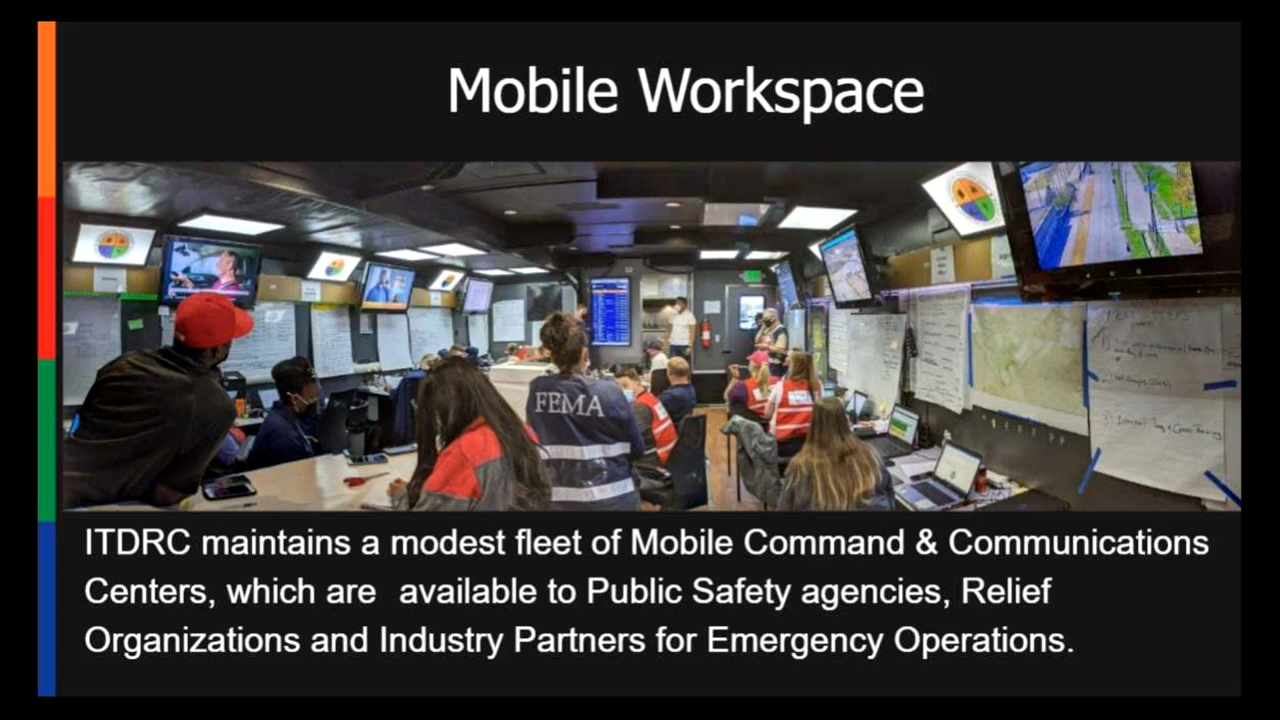 Mobile Workspace
FEMA
ITDRC maintains a modest fleet of Mobile Command & Communications
Centers, which are available to Public Safety agencies, Relief
Organizations and Industry Partners for Emergency Operations.